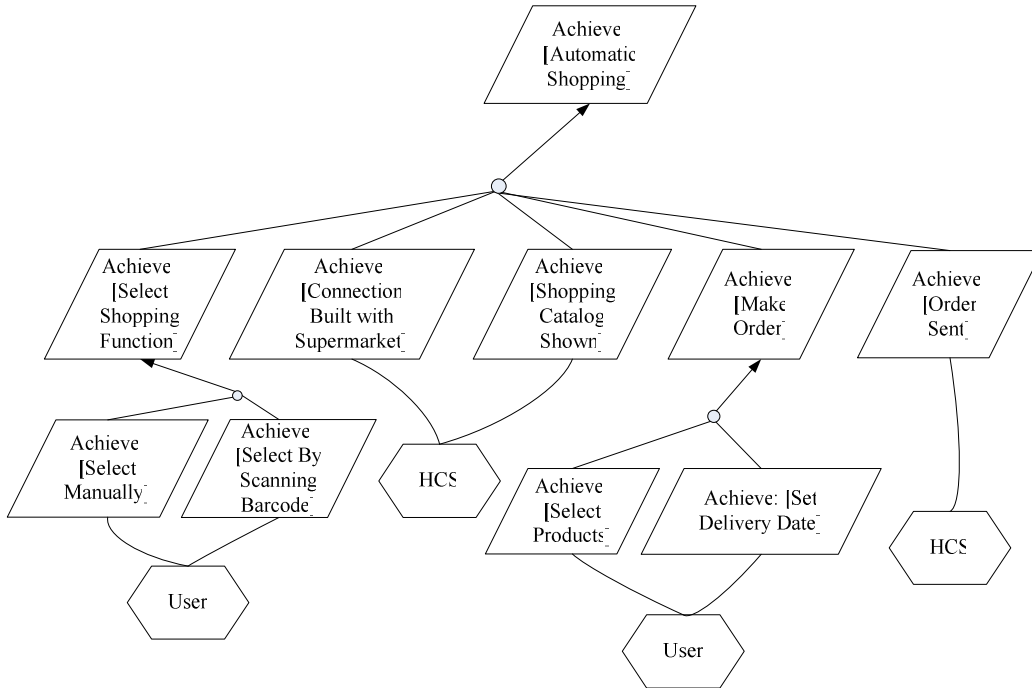 Achieve
[Automatic
Shopping]
Achieve
[Select
Shopping
Function]
Achieve
[Connection
Built with
Supermarket]
Achieve
[Shopping
Catalog
Shown]
Achieve
[Make
Order]
Achieve
[Order
Sent]
Achieve
[Select
Manually]
Achieve
[Select By
Scanning
Barcode]
HCS
Achieve
[Select
Products]
Achieve: [Set
Delivery Date]
HCS
User
User